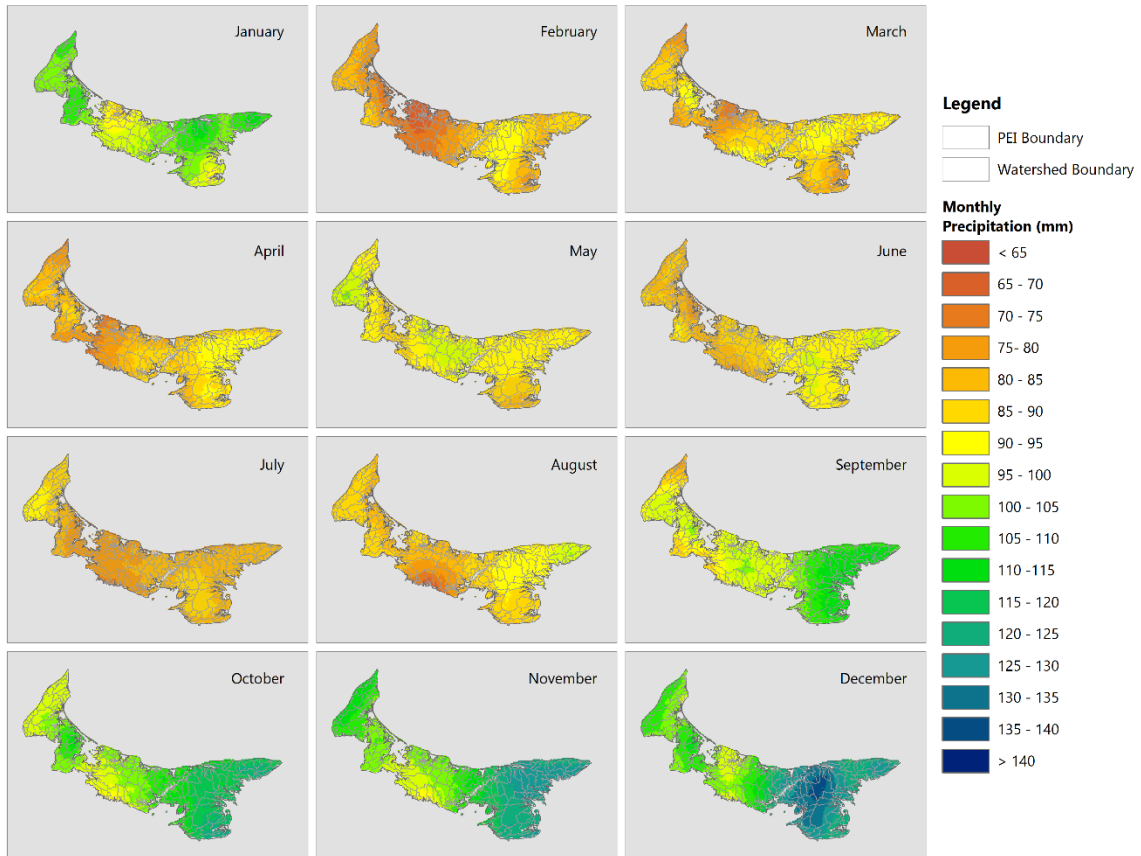 January
February
March
April
May
June
July
August
September
October
November
December
Legend
PEI Boundary
Watershed Boundary
Monthly
Precipitation (mm)
< 65
65 - 70
70 - 75
75- 80
80 - 85
85 - 90
90 - 95
95 - 100
100 - 105
105 - 110
110 -115
115 - 120
120 - 125
125 - 130
130 - 135
135 - 140
> 140